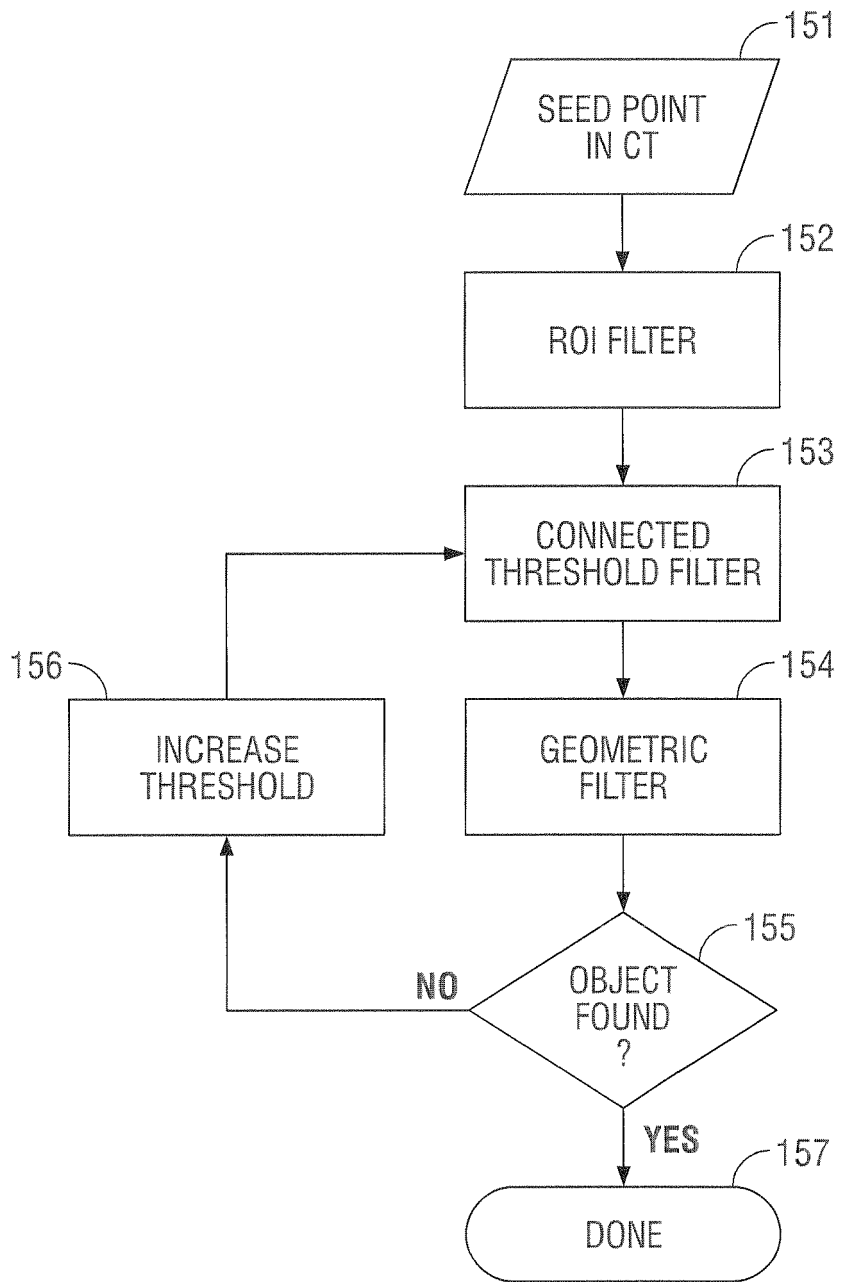 151
SEED POINT
IN CT
152
ROI FILTER
153
CONNECTED
THRESHOLD FILTER
154
GEOMETRIC
FILTER
156
INCREASE
THRESHOLD
155
OBJECT
FOUND
?
NO
YES
157
DONE